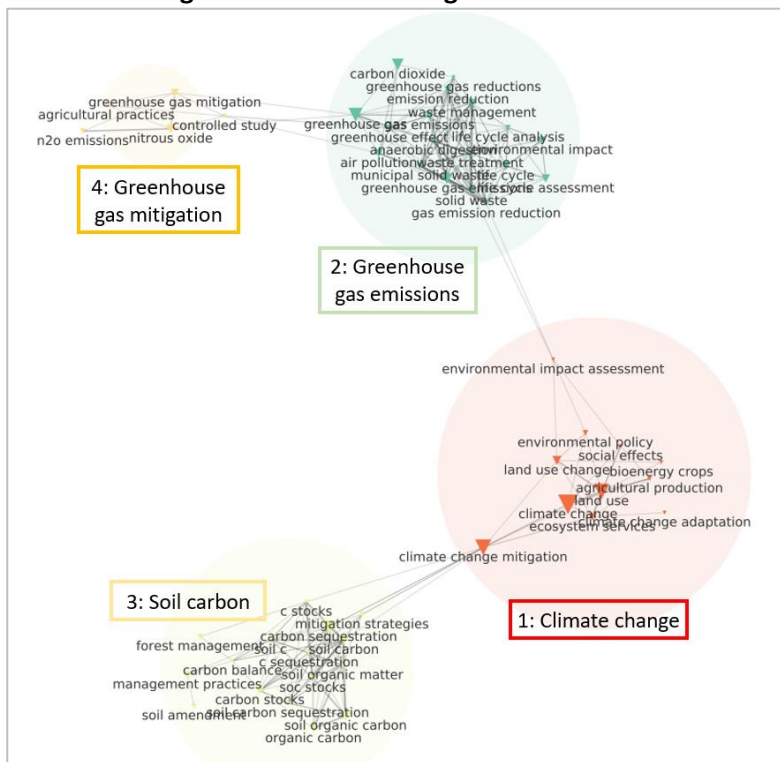 carbon dioxide
greenhouse gas reductions
emission reduction
waste management
greenhouse gas emissions
greenhouse effect life cycle analysis
anaerobic digestion environmental impact
air pollution waste treatment
municipal solid waste life cycle
greenhouse gas emissions life cycle assessment
solid waste
gas emission reduction
greenhouse gas mitigation
agricultural practices
controlled study
n2o emissions nitrous oxide
4: Greenhouse
gas mitigation
2: Greenhouse
gas emissions
environmental impact assessment
environmental policy
social effects
land use change bioenergy crops
agricultural production
land use
climate change
ecosystem services climate change adaptation
climate change mitigation
1: Climate change
3: Soil carbon
c stocks
mitigation strategies
carbon sequestration
forest management soil c soil carbon
c sequestration
carbon balance soil organic matter
management practices soc stocks
carbon stocks
soil amendment soil carbon sequestration
soil organic carbon
organic carbon